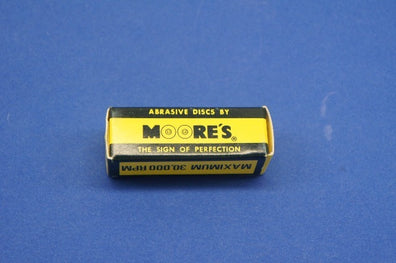 ABRASIVE DISCS BY
MOORE'S®
THE SIGN OF PERFECTION
MAXIMUM 30,000 RPM